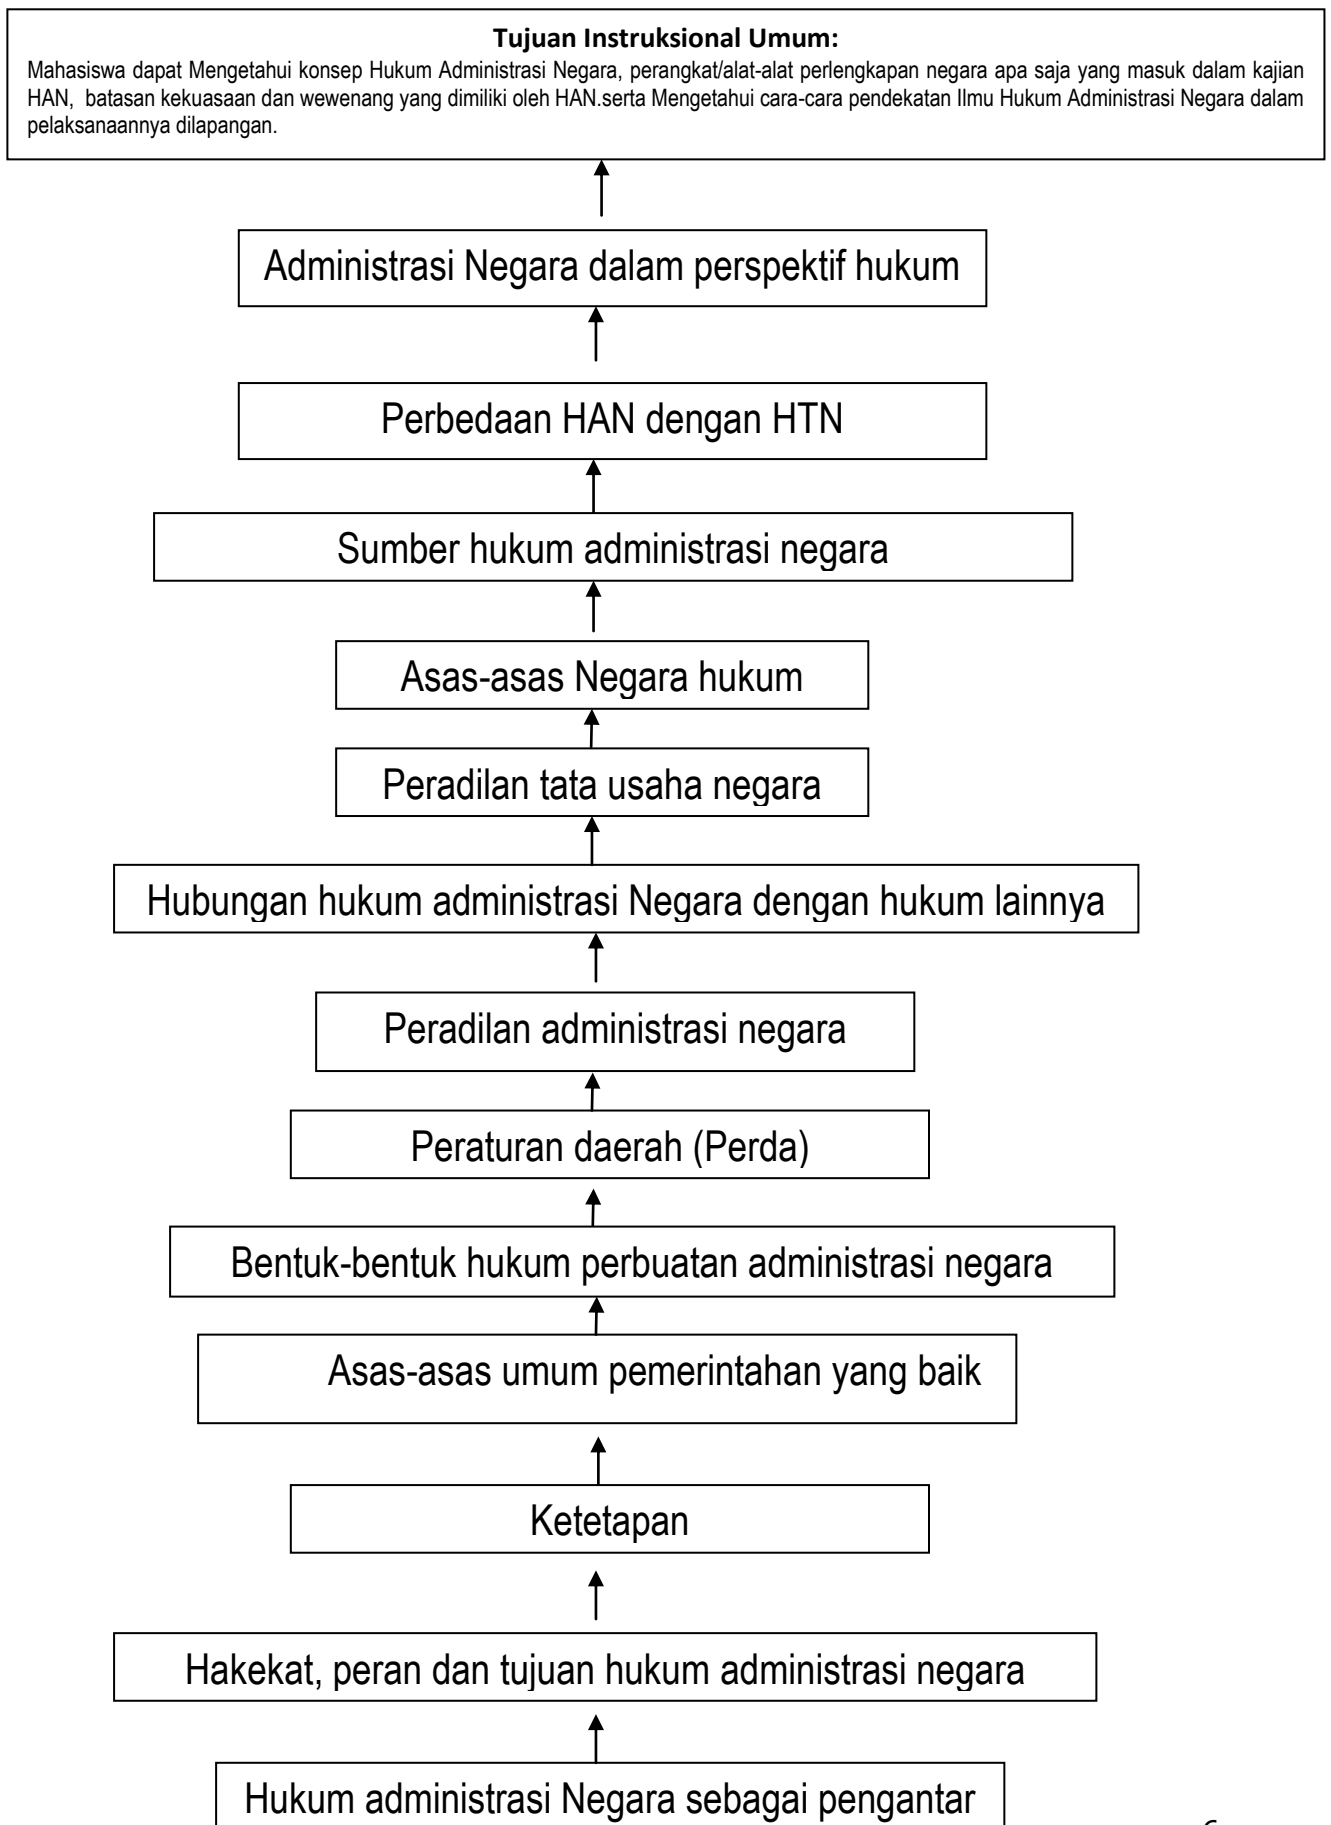 Tujuan Instruksional Umum:
Mahasiswa dapat Mengetahui konsep Hukum Administrasi Negara, perangkat/alat-alat perlengkapan negara apa saja yang masuk dalam kajian
HAN, batasan kekuasaan dan wewenang yang dimiliki oleh HAN.serta Mengetahui cara-cara pendekatan Ilmu Hukum Administrasi Negara dalam
pelaksanaannya dilapangan.
Administrasi Negara dalam perspektif hukum
Perbedaan HAN dengan HTN
Sumber hukum administrasi negara
Asas-asas Negara hukum
Peradilan tata usaha negara
Hubungan hukum administrasi Negara dengan hukum lainnya
Peradilan administrasi negara
Peraturan daerah (Perda)
Bentuk-bentuk hukum perbuatan administrasi negara
Asas-asas umum pemerintahan yang baik
Ketetapan
Hakekat, peran dan tujuan hukum administrasi negara
Hukum administrasi Negara sebagai pengantar